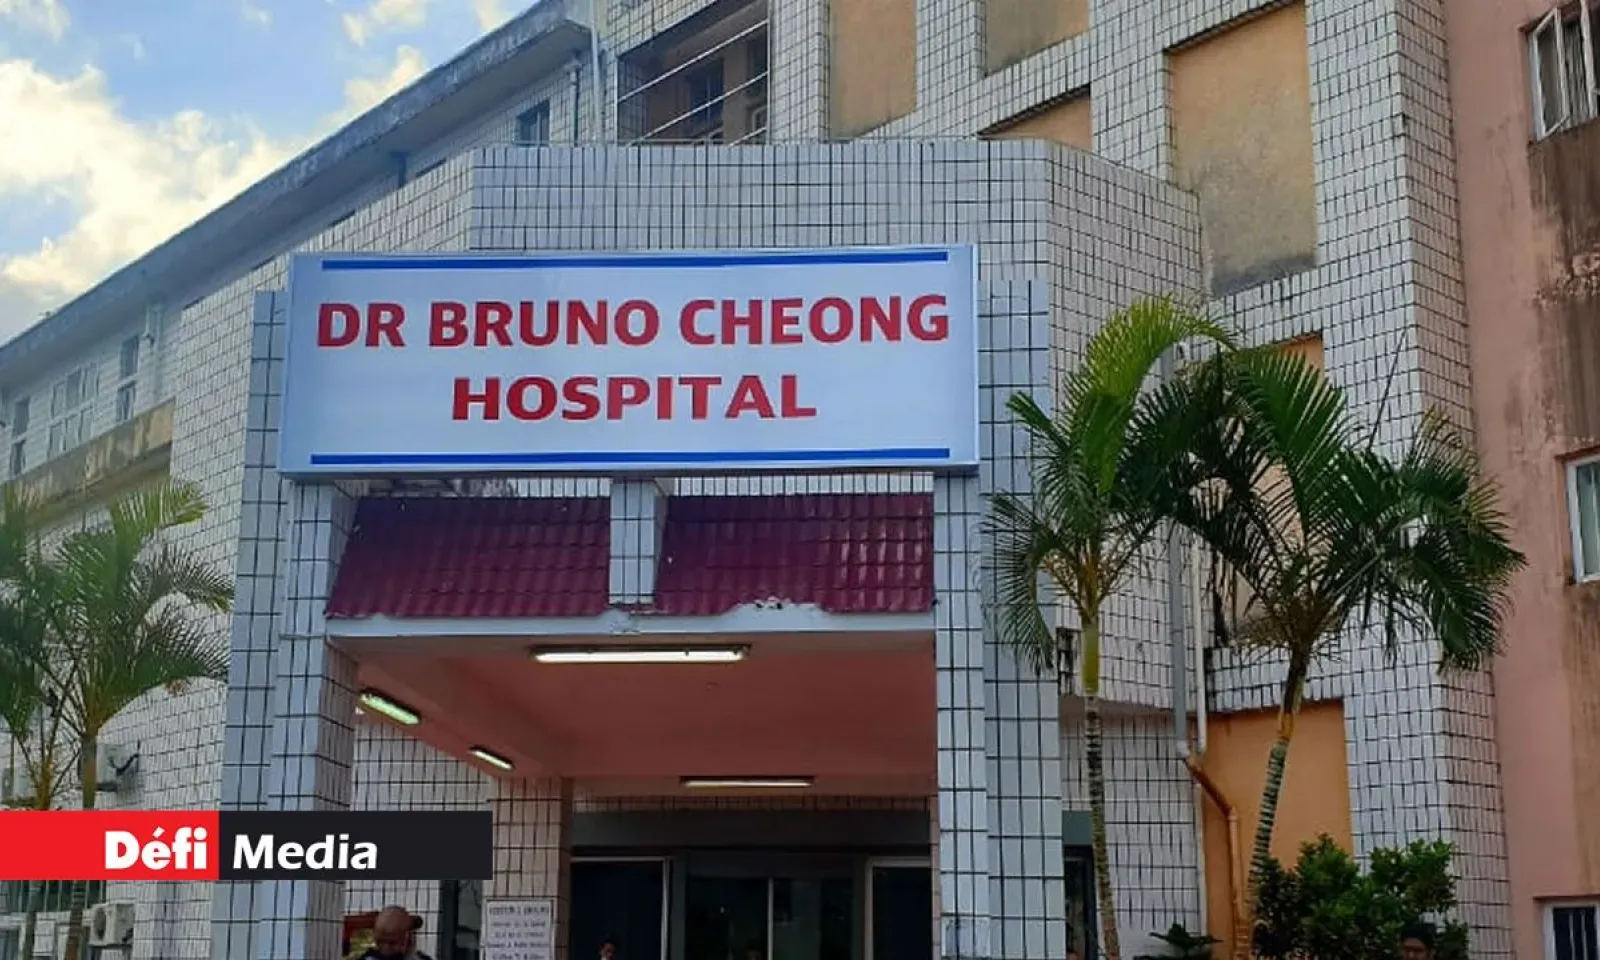 DR BRUNO CHEONG
HOSPITAL
Défi Media